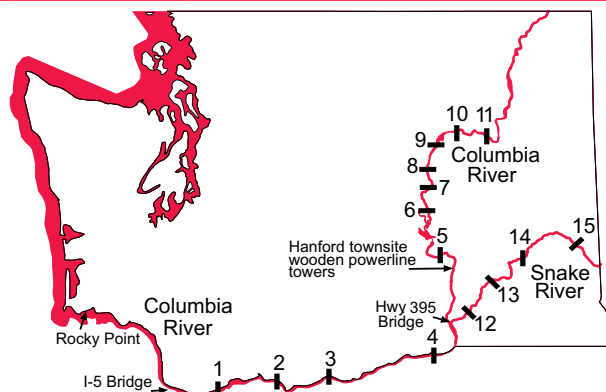 10 11
9
Columbia
River
8
7
6
5
15
14
Hanford townsite
wooden powerline
towers
Snake
River
13
Columbia
River
Hwy 395
Bridge
12
Rocky Point
4
3
2
1
I-5 Bridge